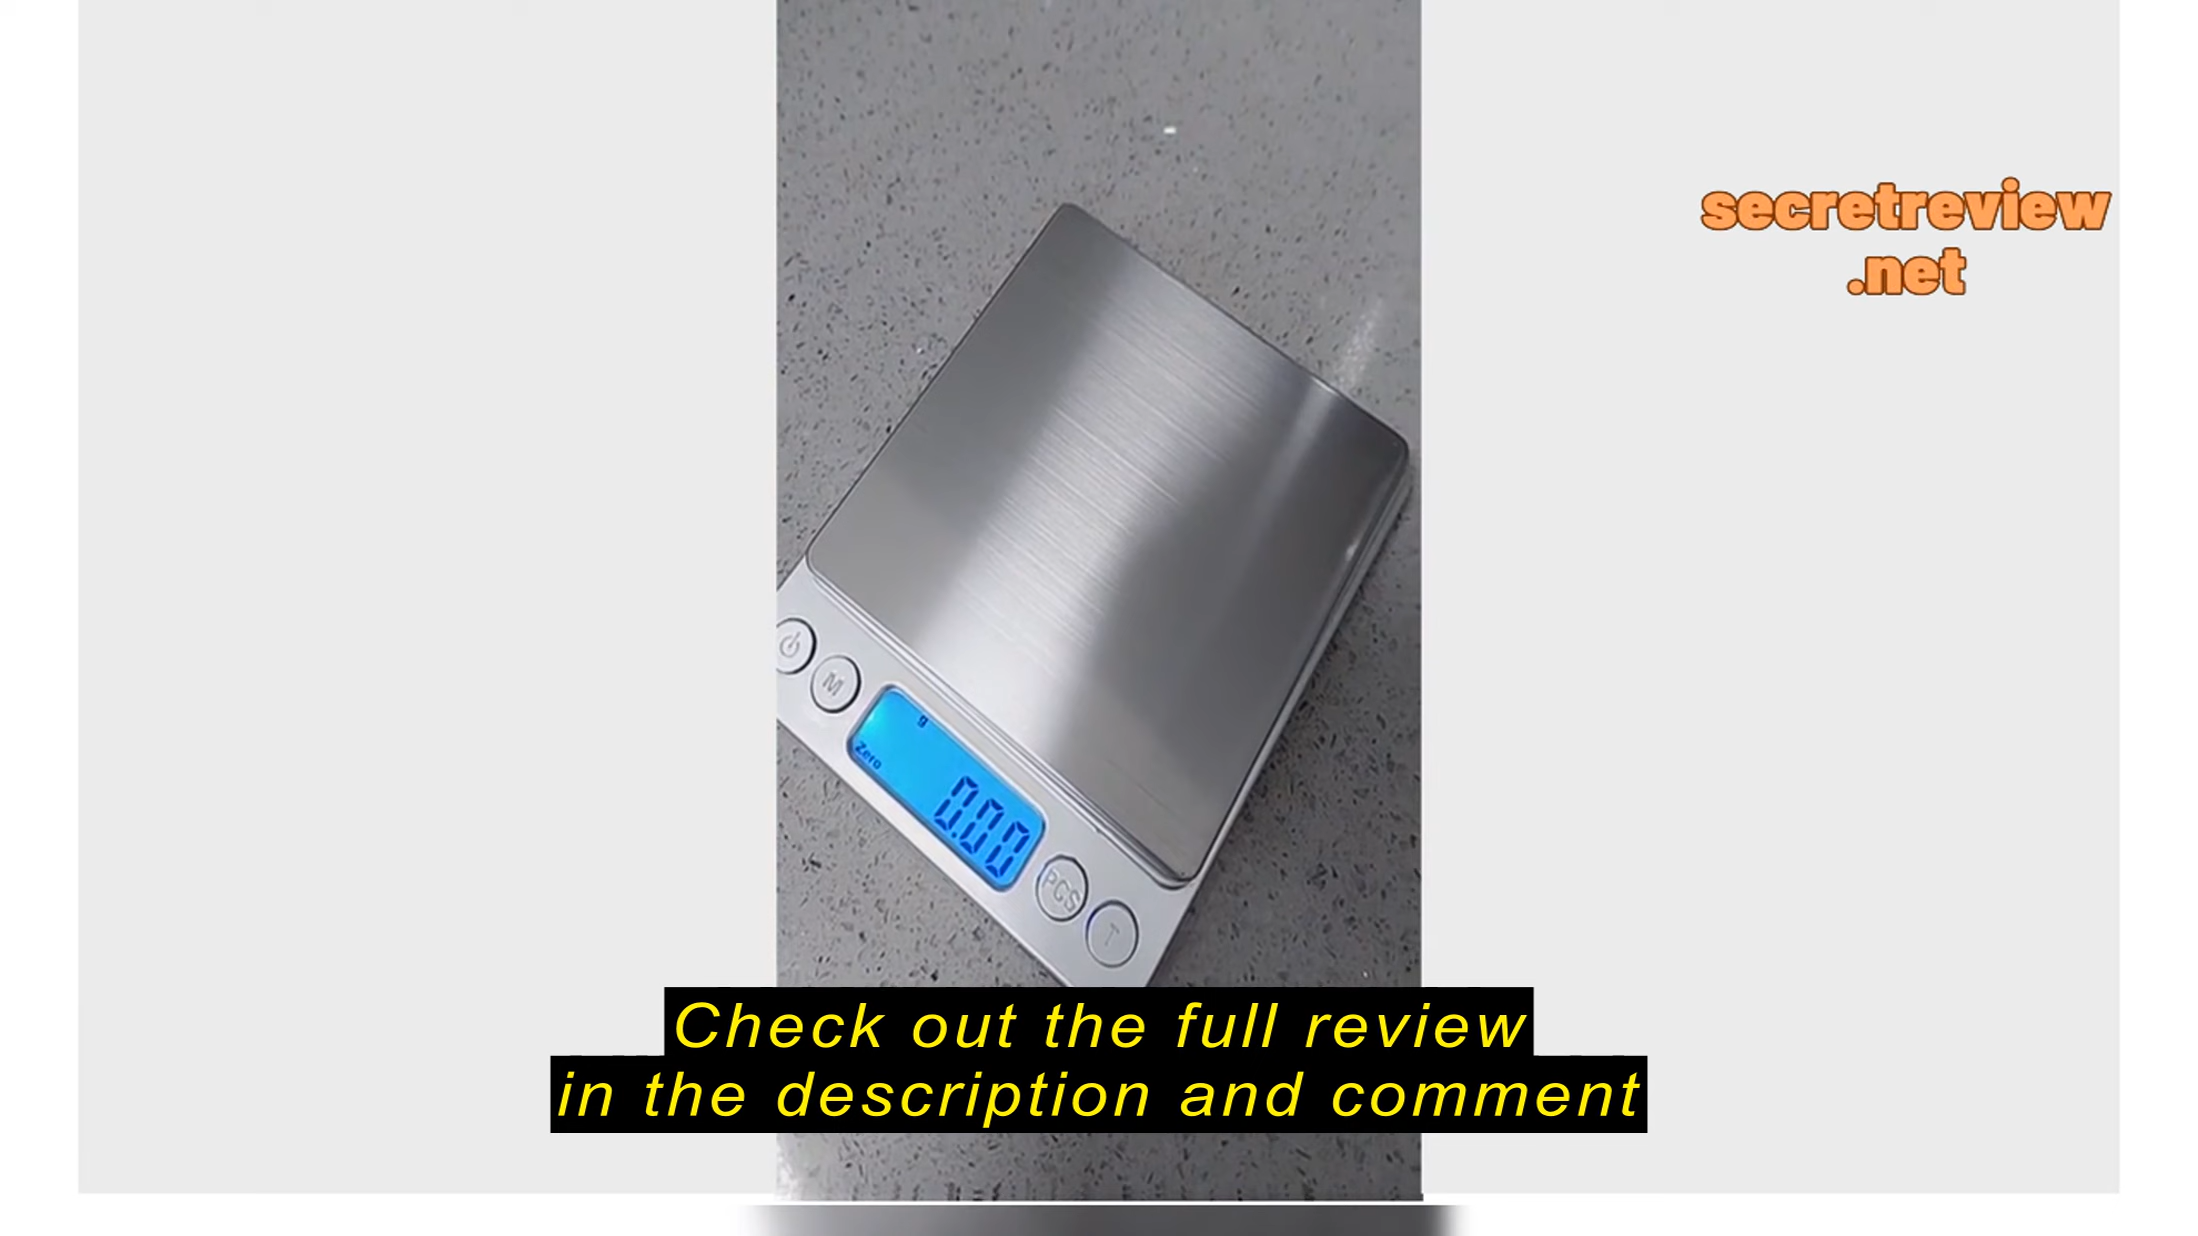 secretreview
.net
M
g
Zero
0.00
PCS
T
Check out the full review
in the description and comment